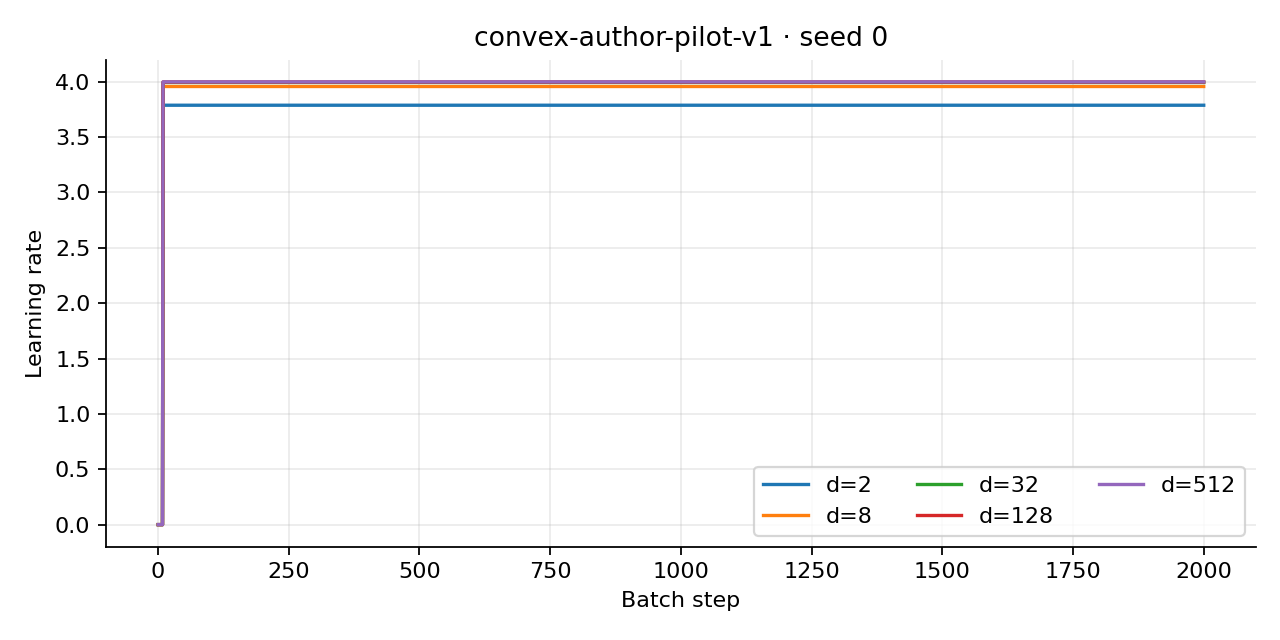 convex-author-pilot-v1 · seed 0
Learning rate
4.0
3.5
3.0
2.5
2.0
1.5
1.0
0.5
0.0
d=2 d=32 d=512
d=8 d=128
0 250 500 750 1000 1250 1500 1750 2000
Batch step